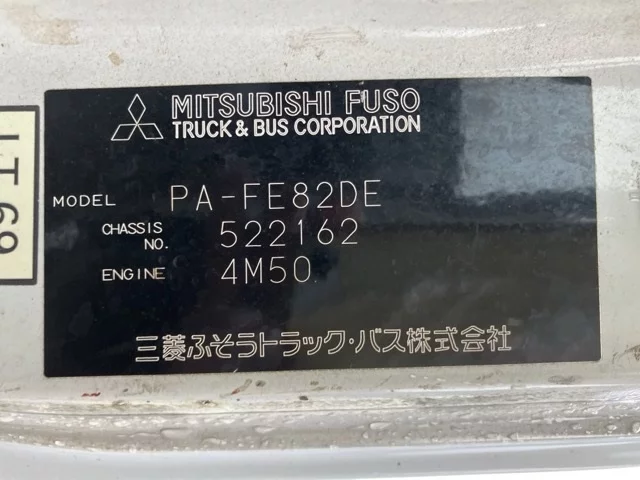 MITSUBISHI FUSO
TRUCK & BUS CORPORATION
MODEL PA-FE82DE
CHASSIS NO. 522162
ENGINE 4M50
三菱ふそうトラック・バス株式会社